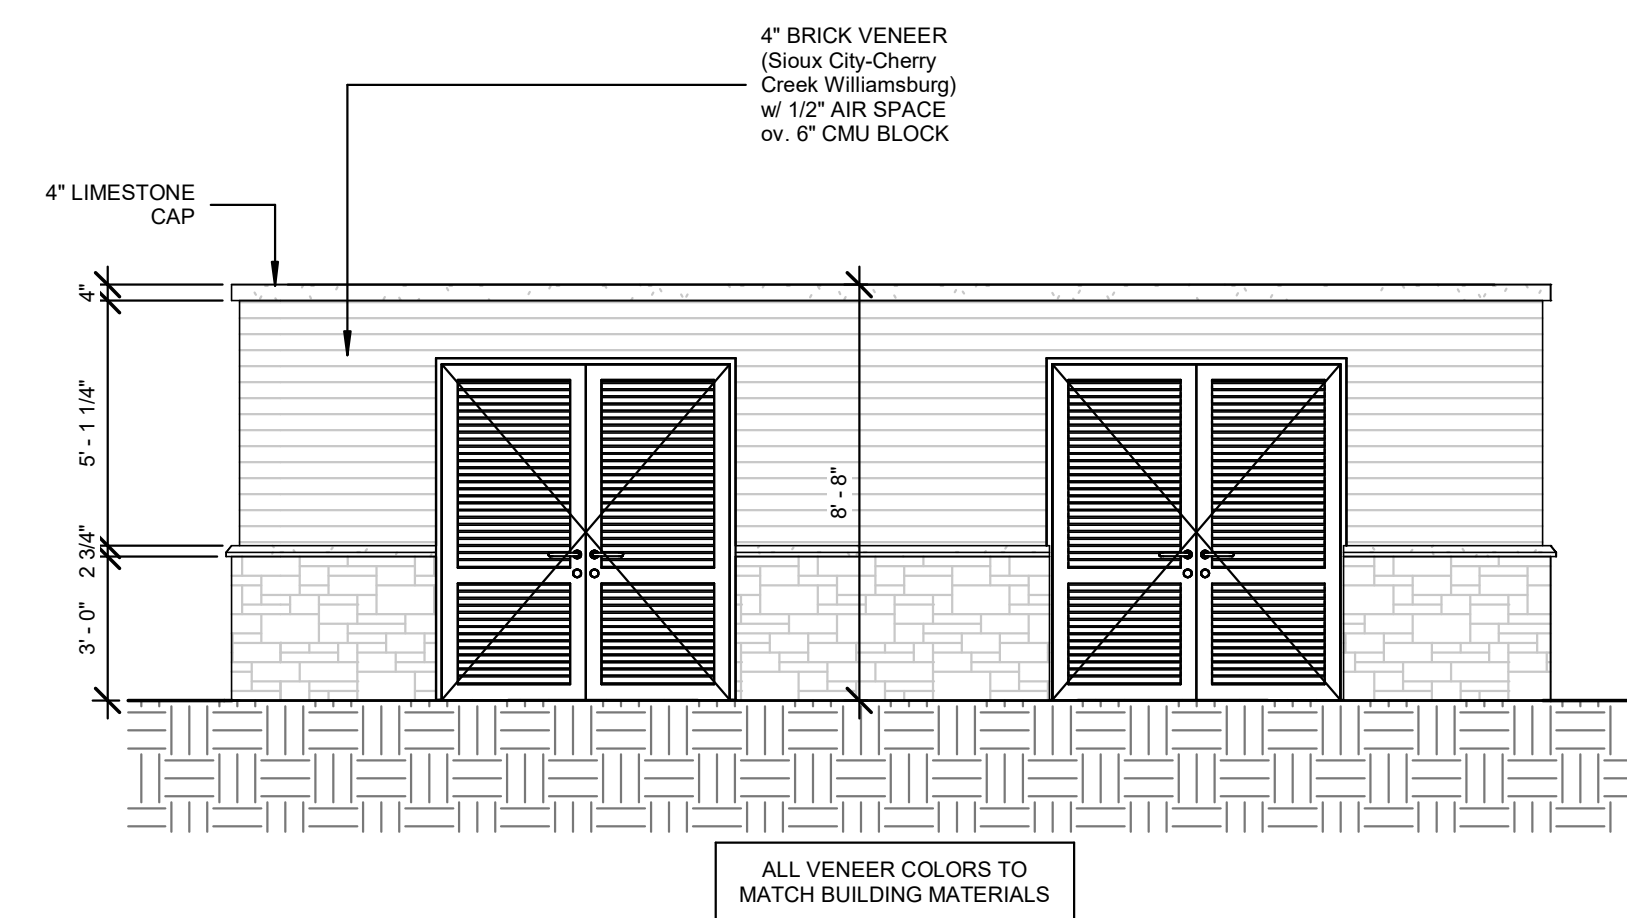 4" BRICK VENEER
(Sioux City-Cherry
Creek Williamsburg)
w/ 1/2" AIR SPACE
ov. 6" CMU BLOCK
4" LIMESTONE
CAP
4"
5' - 1 1/4"
2 3/4"
3' - 0"
8' - 8"
ALL VENEER COLORS TO
MATCH BUILDING MATERIALS